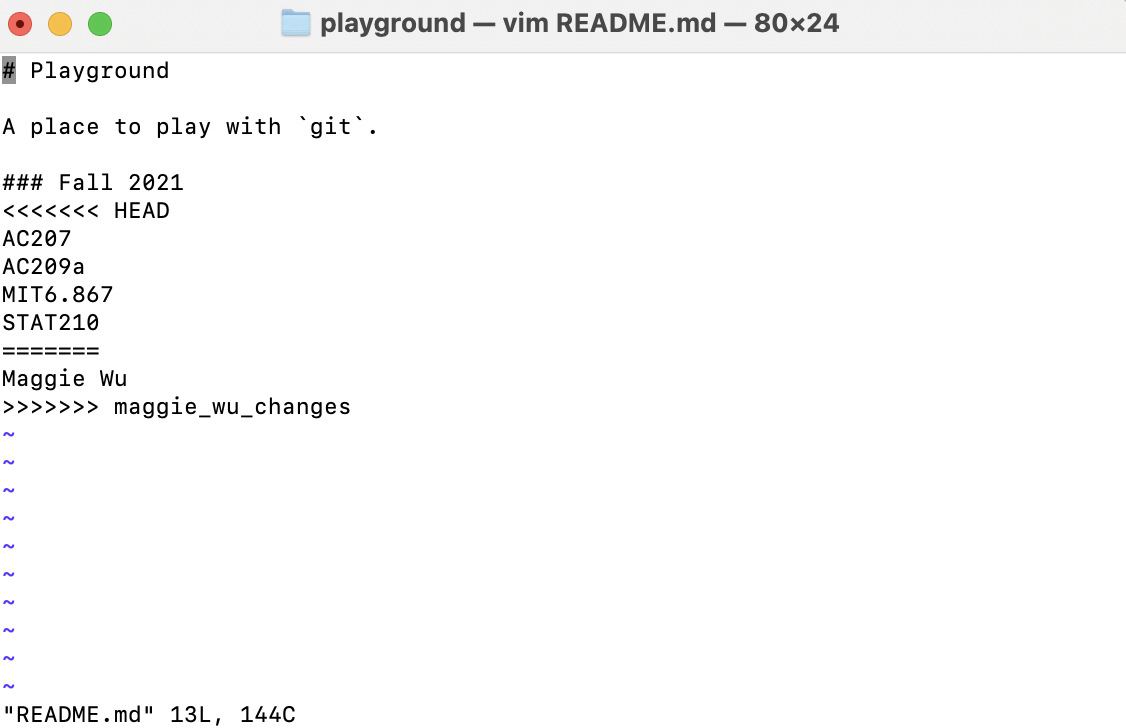 playground — vim README.md — 80×24
# Playground
A place to play with `git`.
### Fall 2021
<<<<<<< HEAD
AC207
AC209a
MIT6.867
STAT210
=======
Maggie Wu
>>>>>>> maggie_wu_changes
~
~
~
~
~
~
~
~
~
~
"README.md" 13L, 144C